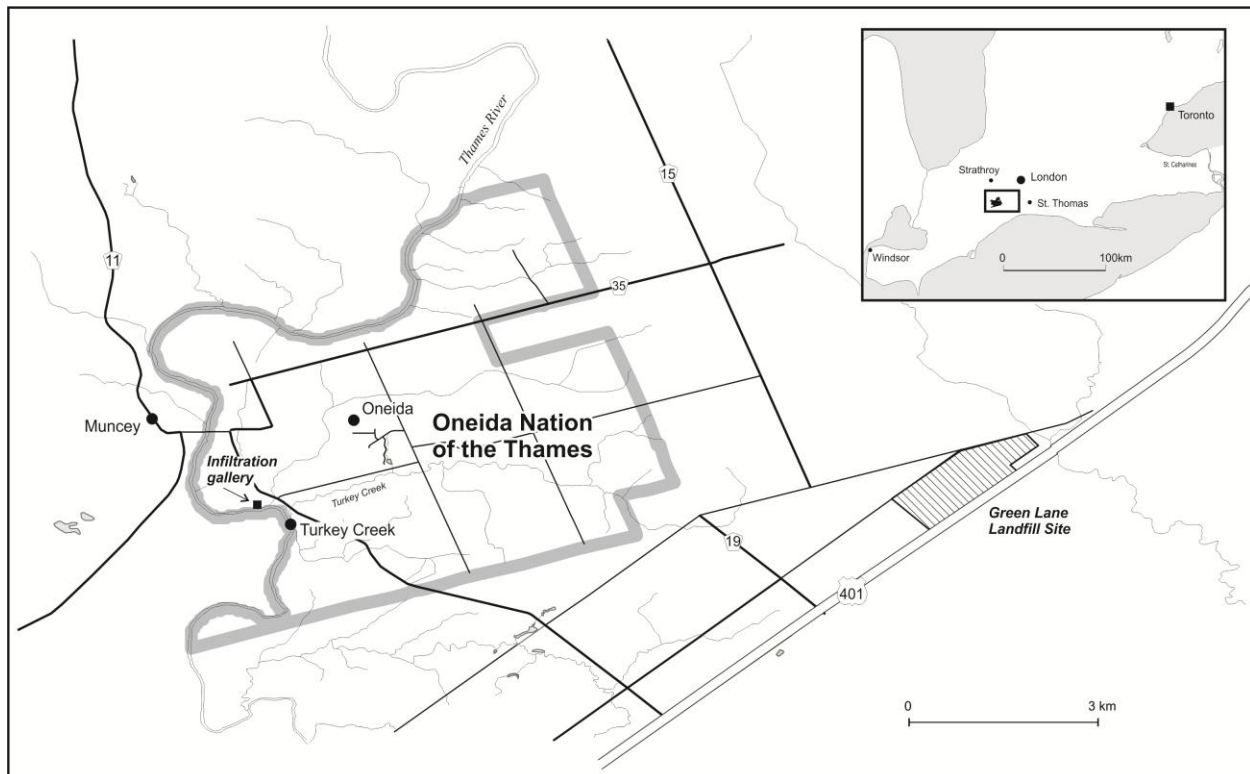 Thames River
15
11
35
Muncey
Oneida
Oneida Nation
of the Thames
Infiltration
gallery
Turkey Creek
Turkey Creek
19
401
Green Lane
Landfill Site
0
3 km
Toronto
St. Catharines
Strathroy
London
St. Thomas
Windsor
0
100km